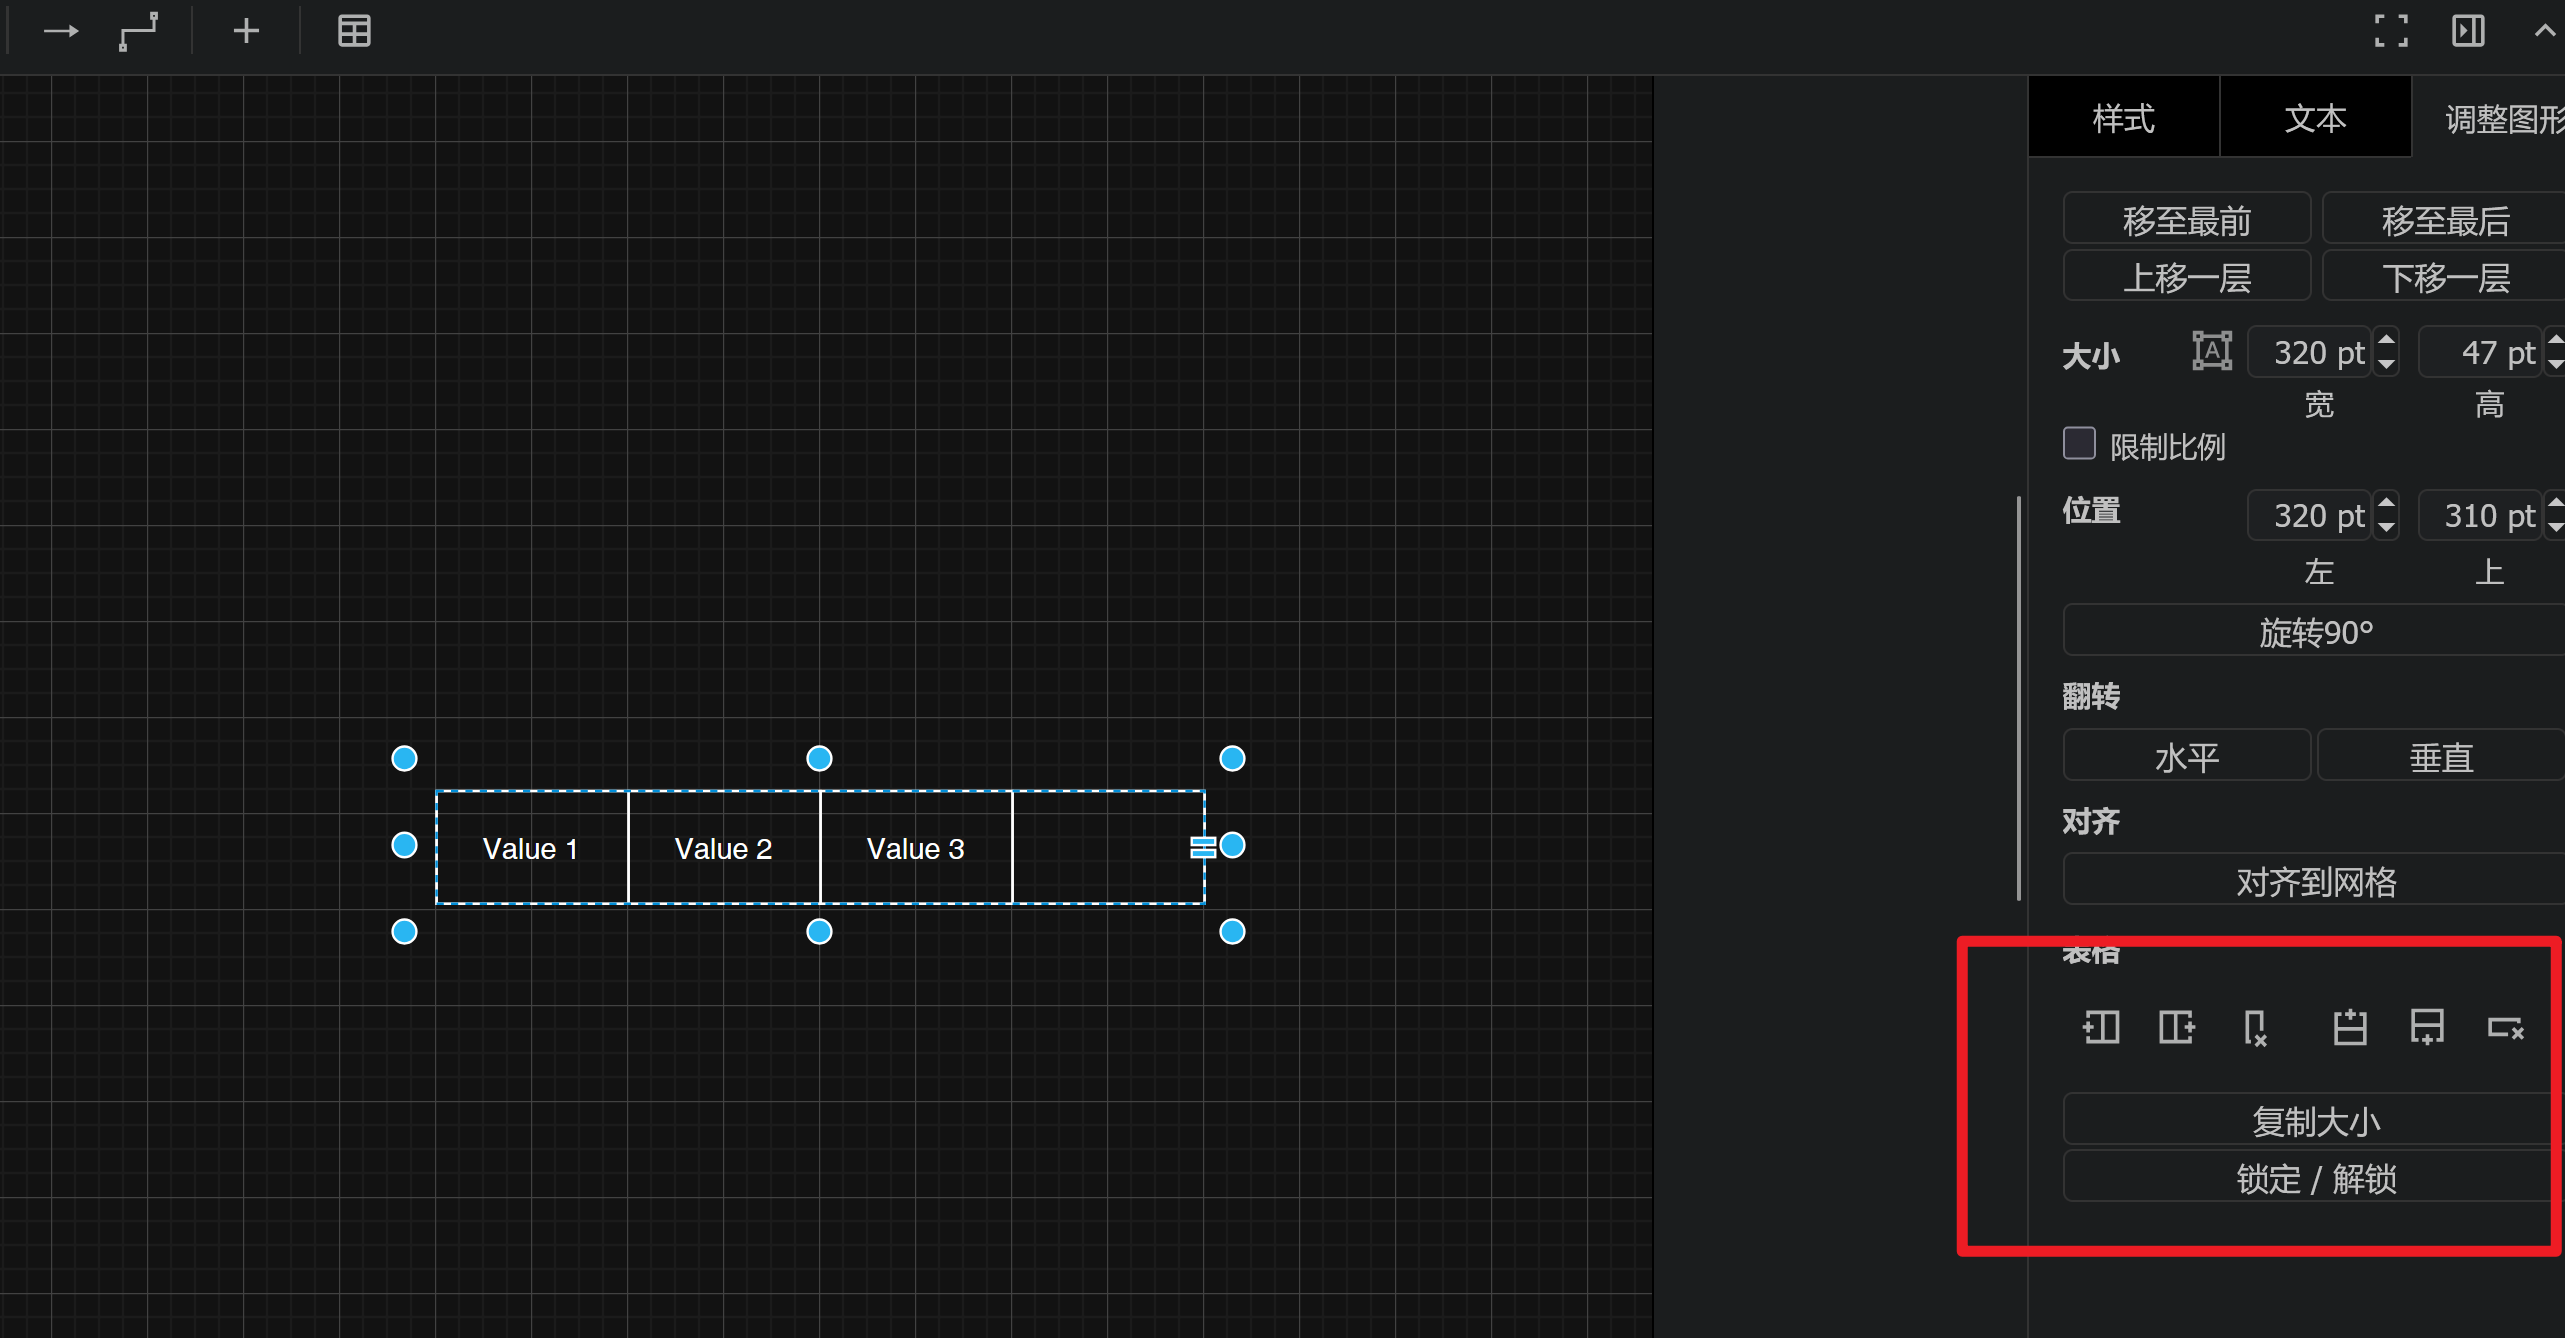 样式 文本 调整图形
移至最前 移至最后
上移一层 下移一层
大小 A 320 pt 47 pt
宽 高
限制比例
位置 320 pt 310 pt
左 上
旋转90°
翻转
水平 垂直
Value 1 Value 2 Value 3
对齐
对齐到网格
表格
复制大小
锁定 / 解锁